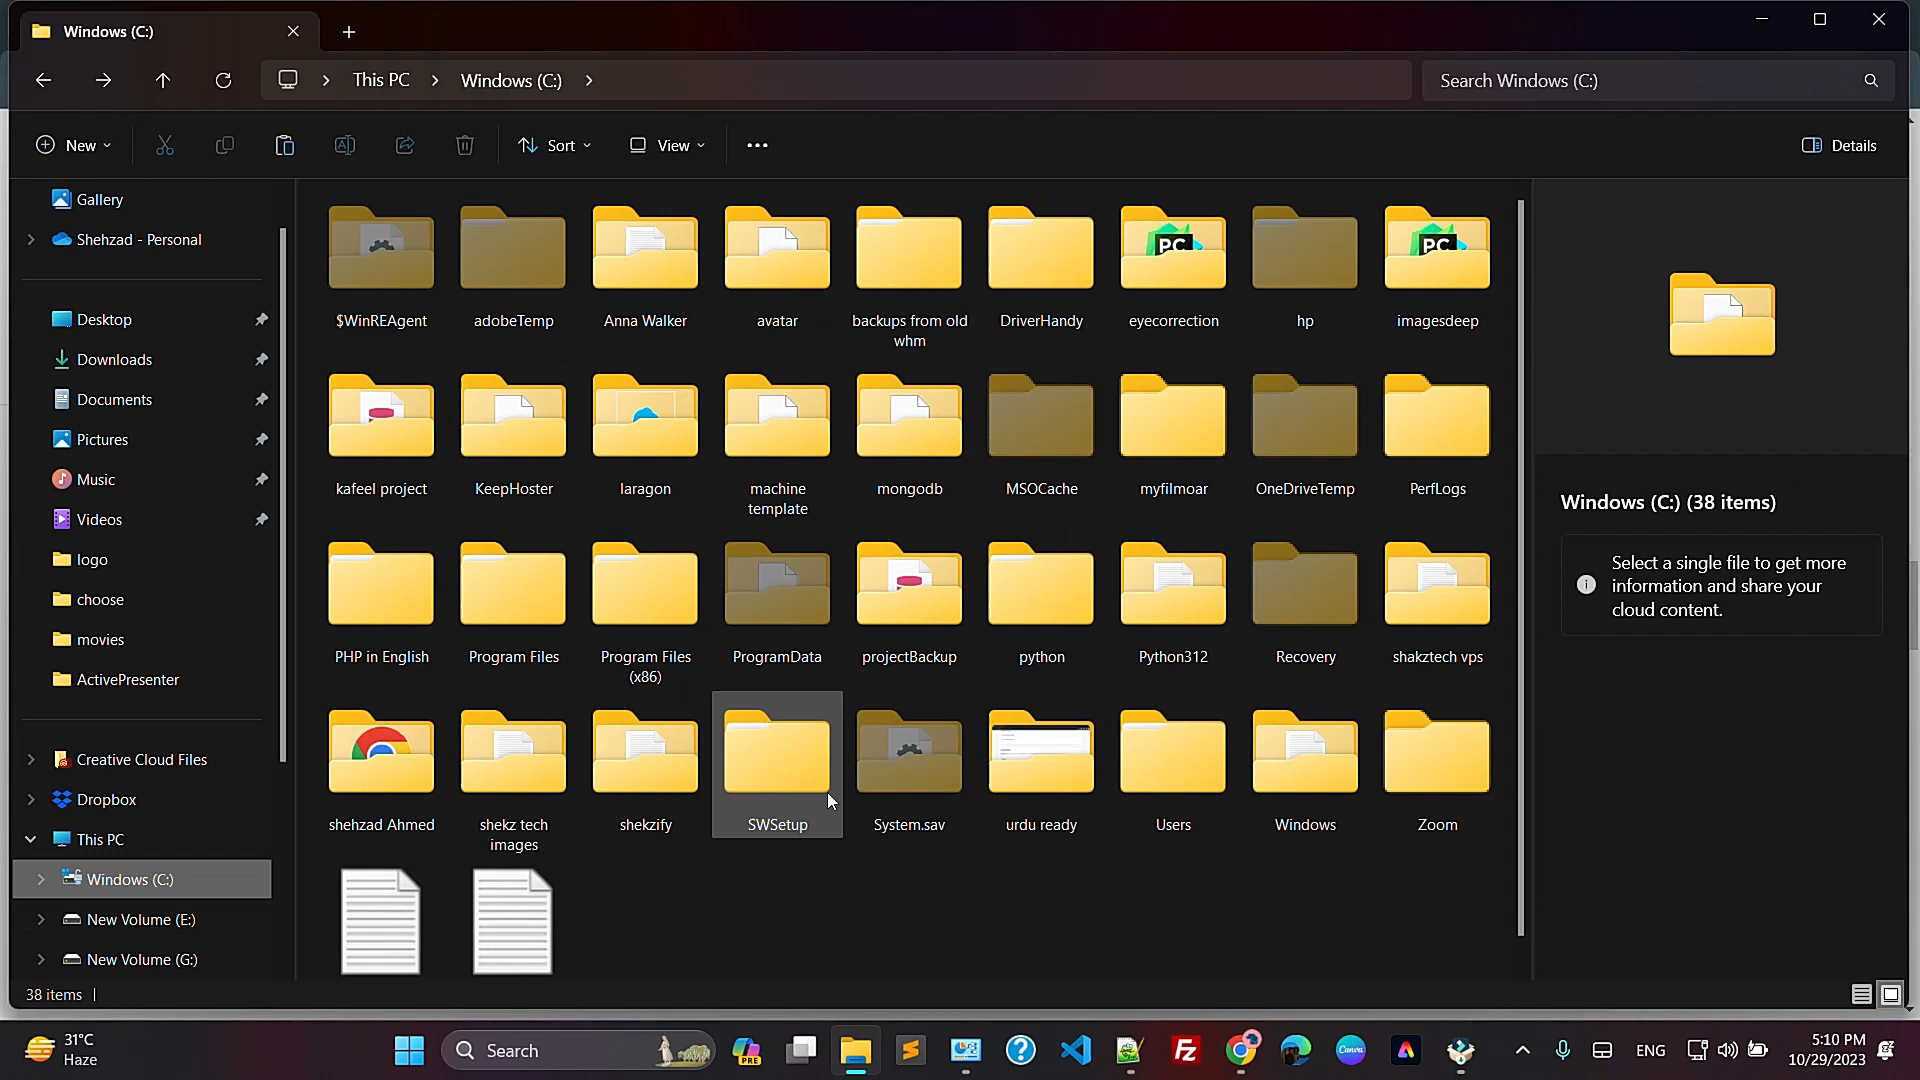 Windows (C:)
This PC
Windows (C:)
Search Windows (C:)
New
Sort
View
Details
Gallery
Shehzad - Personal
Desktop
Downloads
Documents
Pictures
Music
Videos
logo
choose
movies
ActivePresenter
Creative Cloud Files
Dropbox
This PC
Windows (C:)
New Volume (E:)
New Volume (G:)
$WinREAgent
adobeTemp
Anna Walker
avatar
backups from old
whm
DriverHandy
PC
eyecorrection
hp
PC
imagesdeep
kafeel project
KeepHoster
laragon
machine
template
mongodb
MSOCache
myfilmoar
OneDriveTemp
PerfLogs
PHP in English
Program Files
Program Files
(x86)
ProgramData
projectBackup
python
Python312
Recovery
shakztech vps
shehzad Ahmed
shekz tech
images
shekzify
SWSetup
System.sav
urdu ready
Users
Windows
Zoom
Windows (C:) (38 items)
Select a single file to get more
information and share your
cloud content.
38 items
31°C
Haze
Search
PRE
Fz
Canva
ENG
5:10 PM
10/29/2023